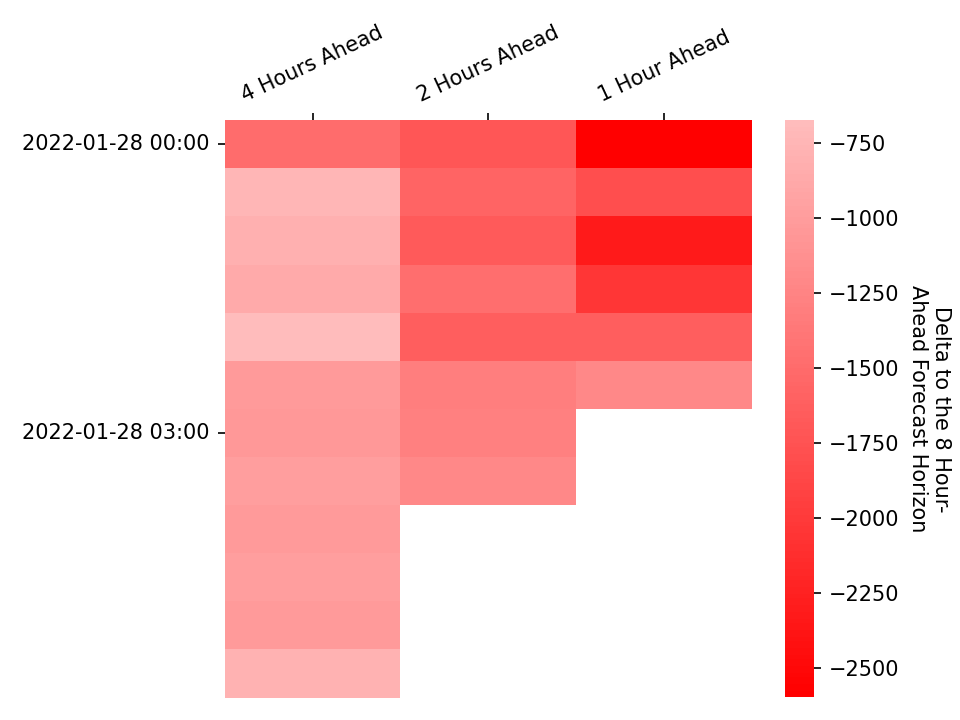 4 Hours Ahead
2 Hours Ahead
1 Hour Ahead
2022-01-28 00:00
2022-01-28 03:00
−750
−1000
−1250
−1500
−1750
−2000
−2250
−2500
Delta to the 8 Hour-
Ahead Forecast Horizon